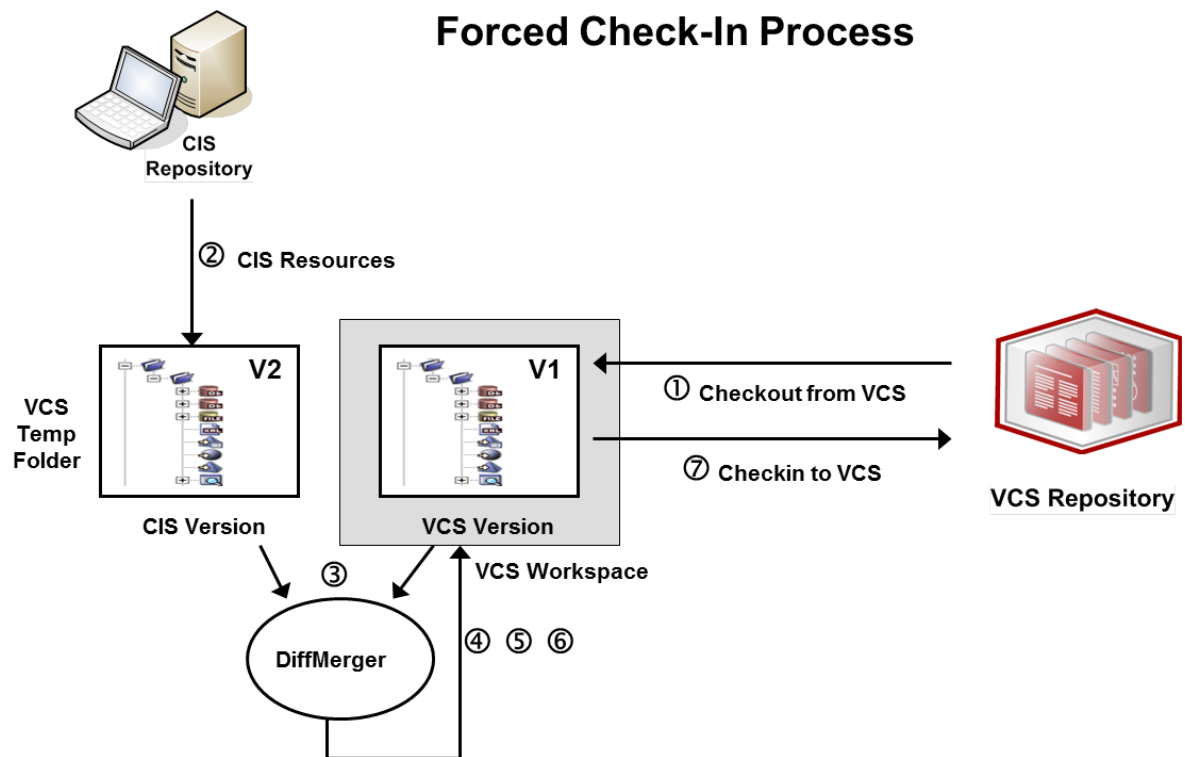 Forced Check-In Process
CIS
Repository
② CIS Resources
V2
V1
VCS
Temp
Folder
① Checkout from VCS
⑦ Checkin to VCS
VCS Repository
CIS Version
VCS Version
③
VCS Workspace
④ ⑤ ⑥
DiffMerger